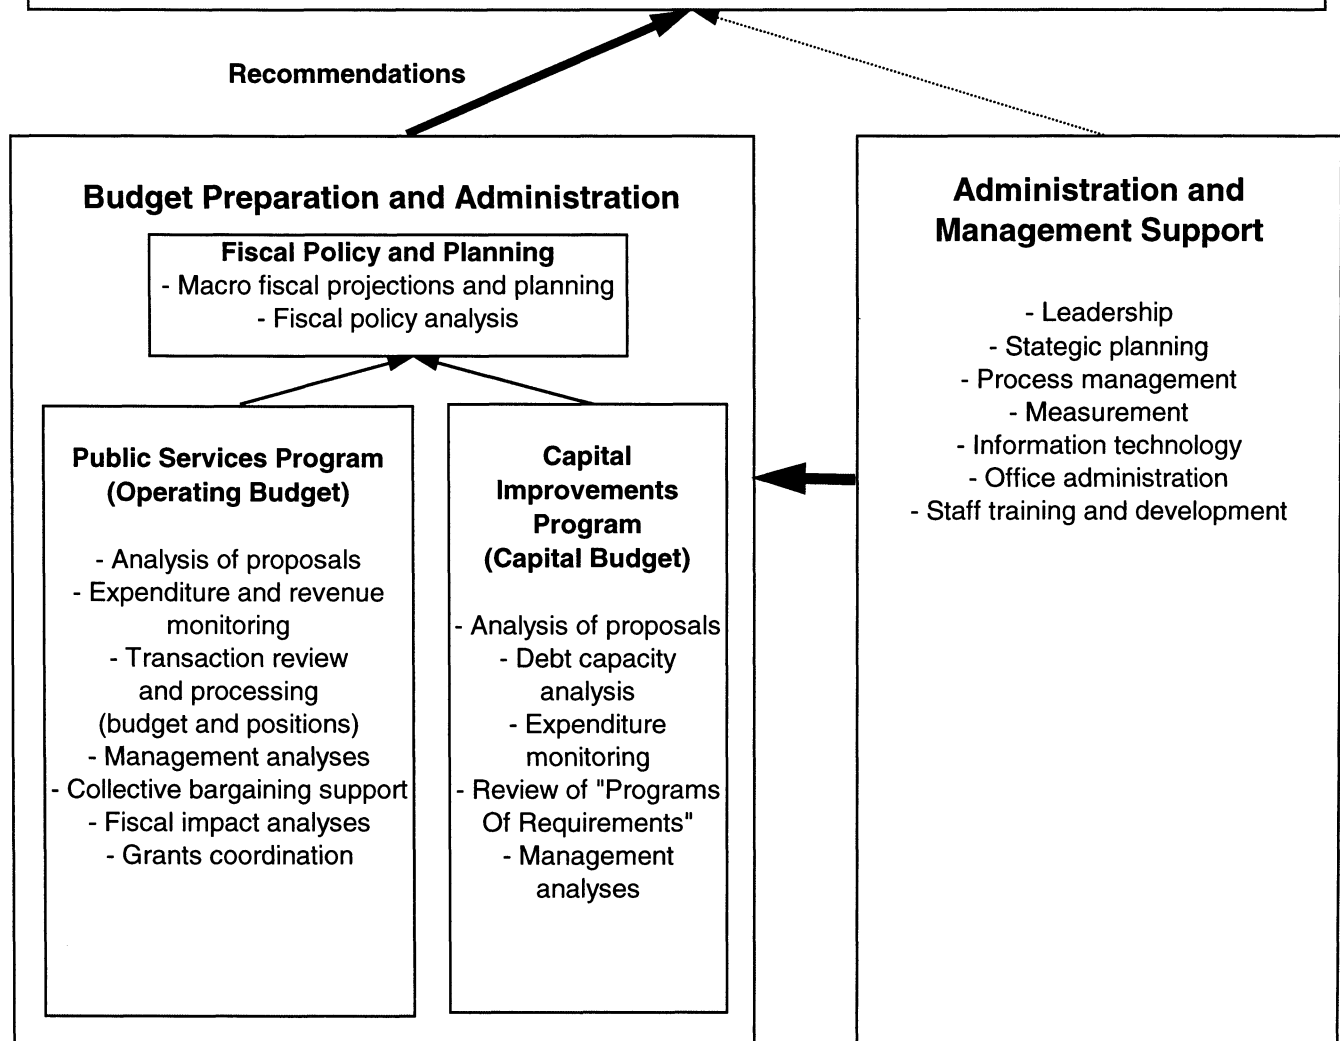 Recommendations
Budget Preparation and Administration
Fiscal Policy and Planning
- Macro fiscal projections and planning
- Fiscal policy analysis
Public Services Program
(Operating Budget)
- Analysis of proposals
- Expenditure and revenue
monitoring
- Transaction review
and processing
(budget and positions)
- Management analyses
- Collective bargaining support
- Fiscal impact analyses
- Grants coordination
Capital
Improvements
Program
(Capital Budget)
- Analysis of proposals
- Debt capacity
analysis
- Expenditure
monitoring
- Review of "Programs
Of Requirements"
- Management
analyses
Administration and
Management Support
- Leadership
- Stategic planning
- Process management
- Measurement
- Information technology
- Office administration
- Staff training and development